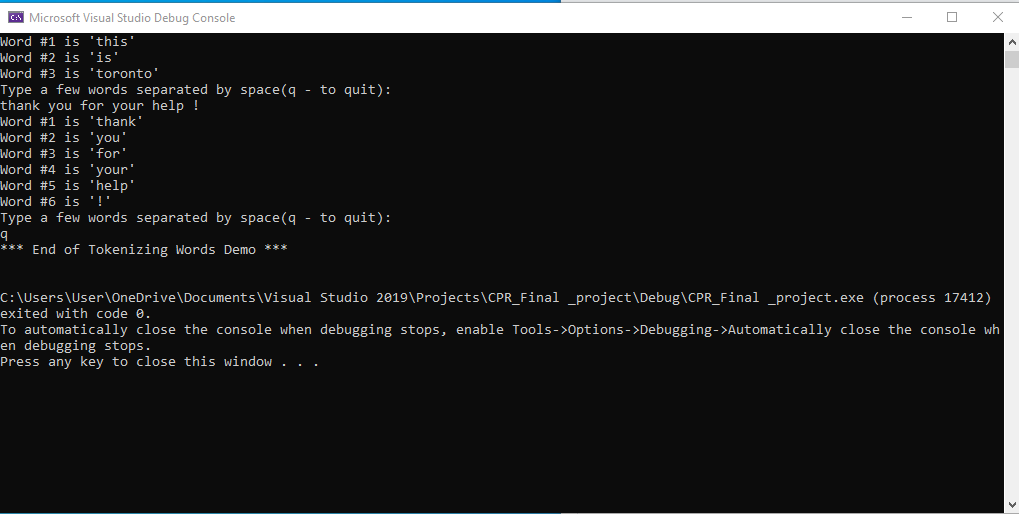 Microsoft Visual Studio Debug Console
Word #1 is 'this'
Word #2 is 'is'
Word #3 is 'toronto'
Type a few words separated by space(q - to quit):
thank you for your help !
Word #1 is 'thank'
Word #2 is 'you'
Word #3 is 'for'
Word #4 is 'your'
Word #5 is 'help'
Word #6 is '!'
Type a few words separated by space(q - to quit):
q
*** End of Tokenizing Words Demo ***
C:\Users\User\OneDrive\Documents\Visual Studio 2019\Projects\CPR_Final _project\Debug\CPR_Final _project.exe (process 17412)
exited with code 0.
To automatically close the console when debugging stops, enable Tools->Options->Debugging->Automatically close the console wh
en debugging stops.
Press any key to close this window . . .